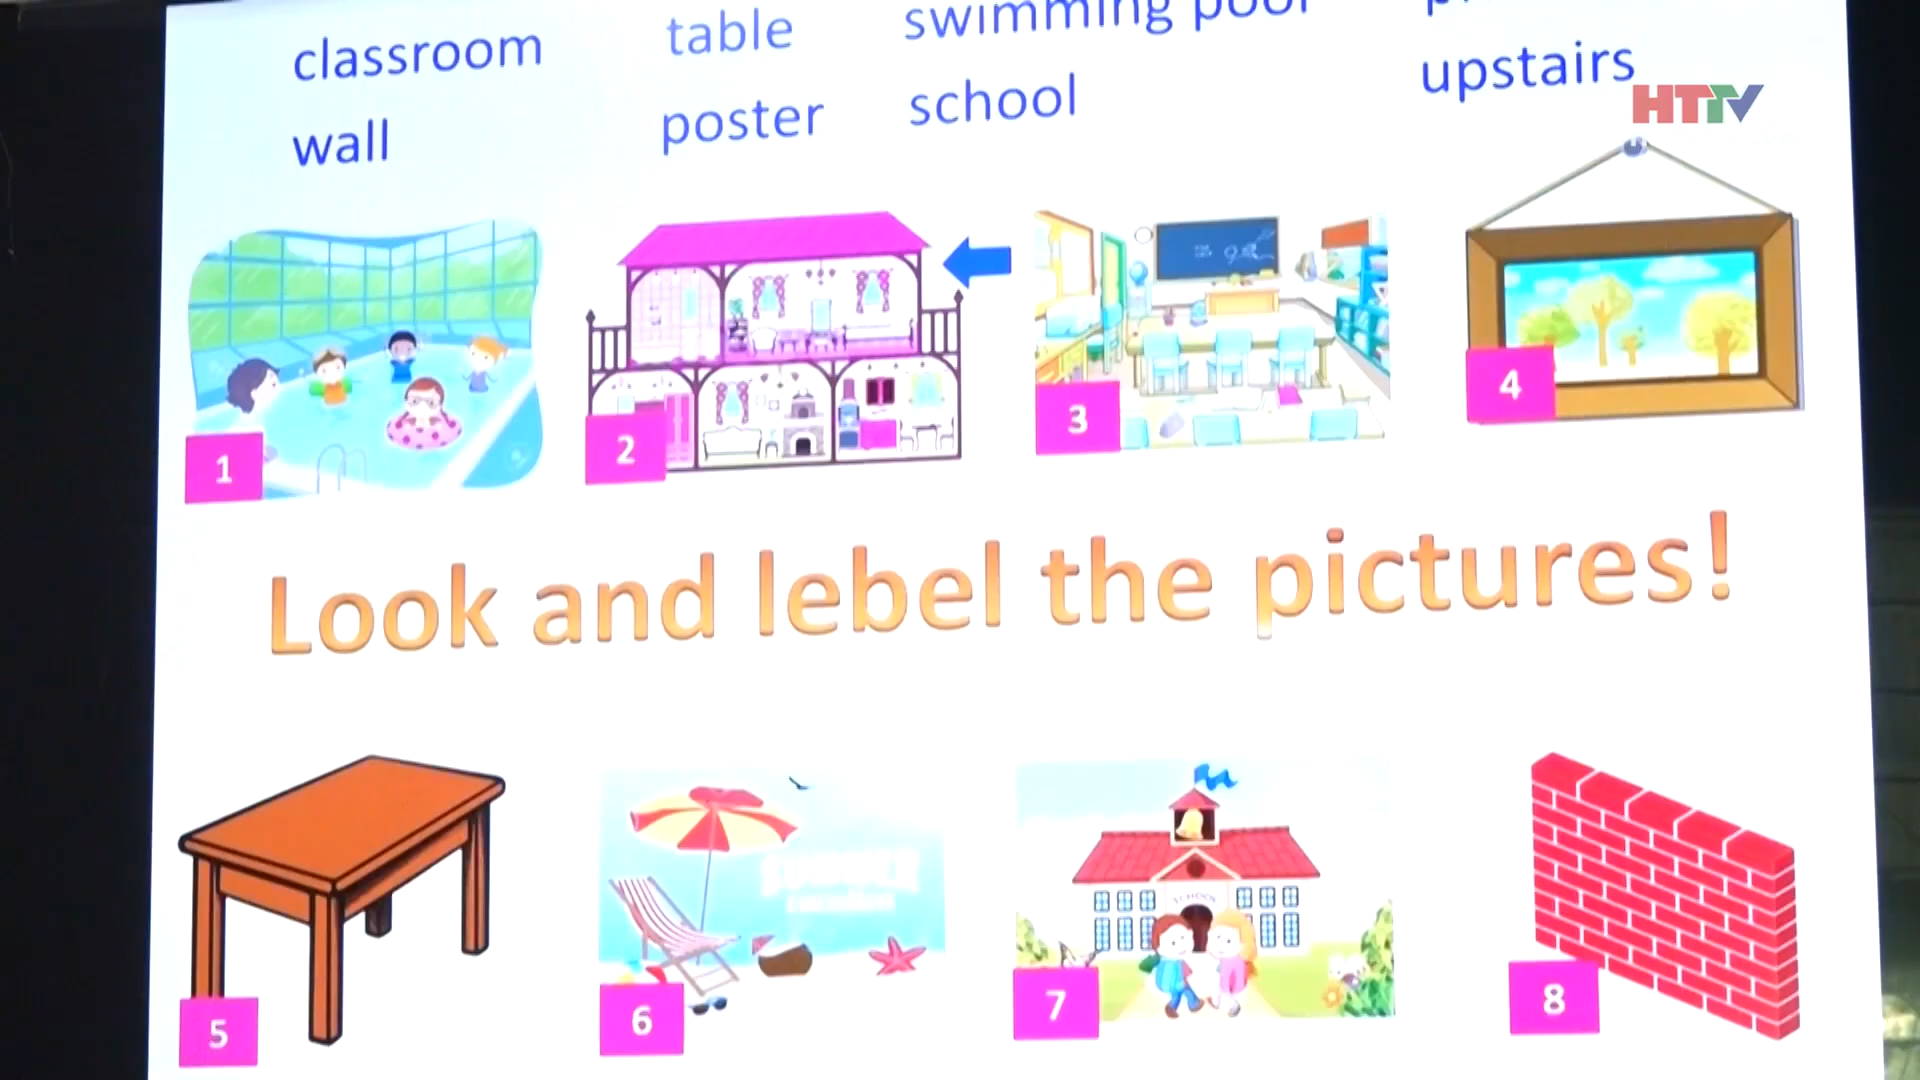 classroom table swimming pool
wall poster school upstairs
HTTV
1 2 3 4
Look and lebel the pictures!
SCHOOL
5 6 7 8